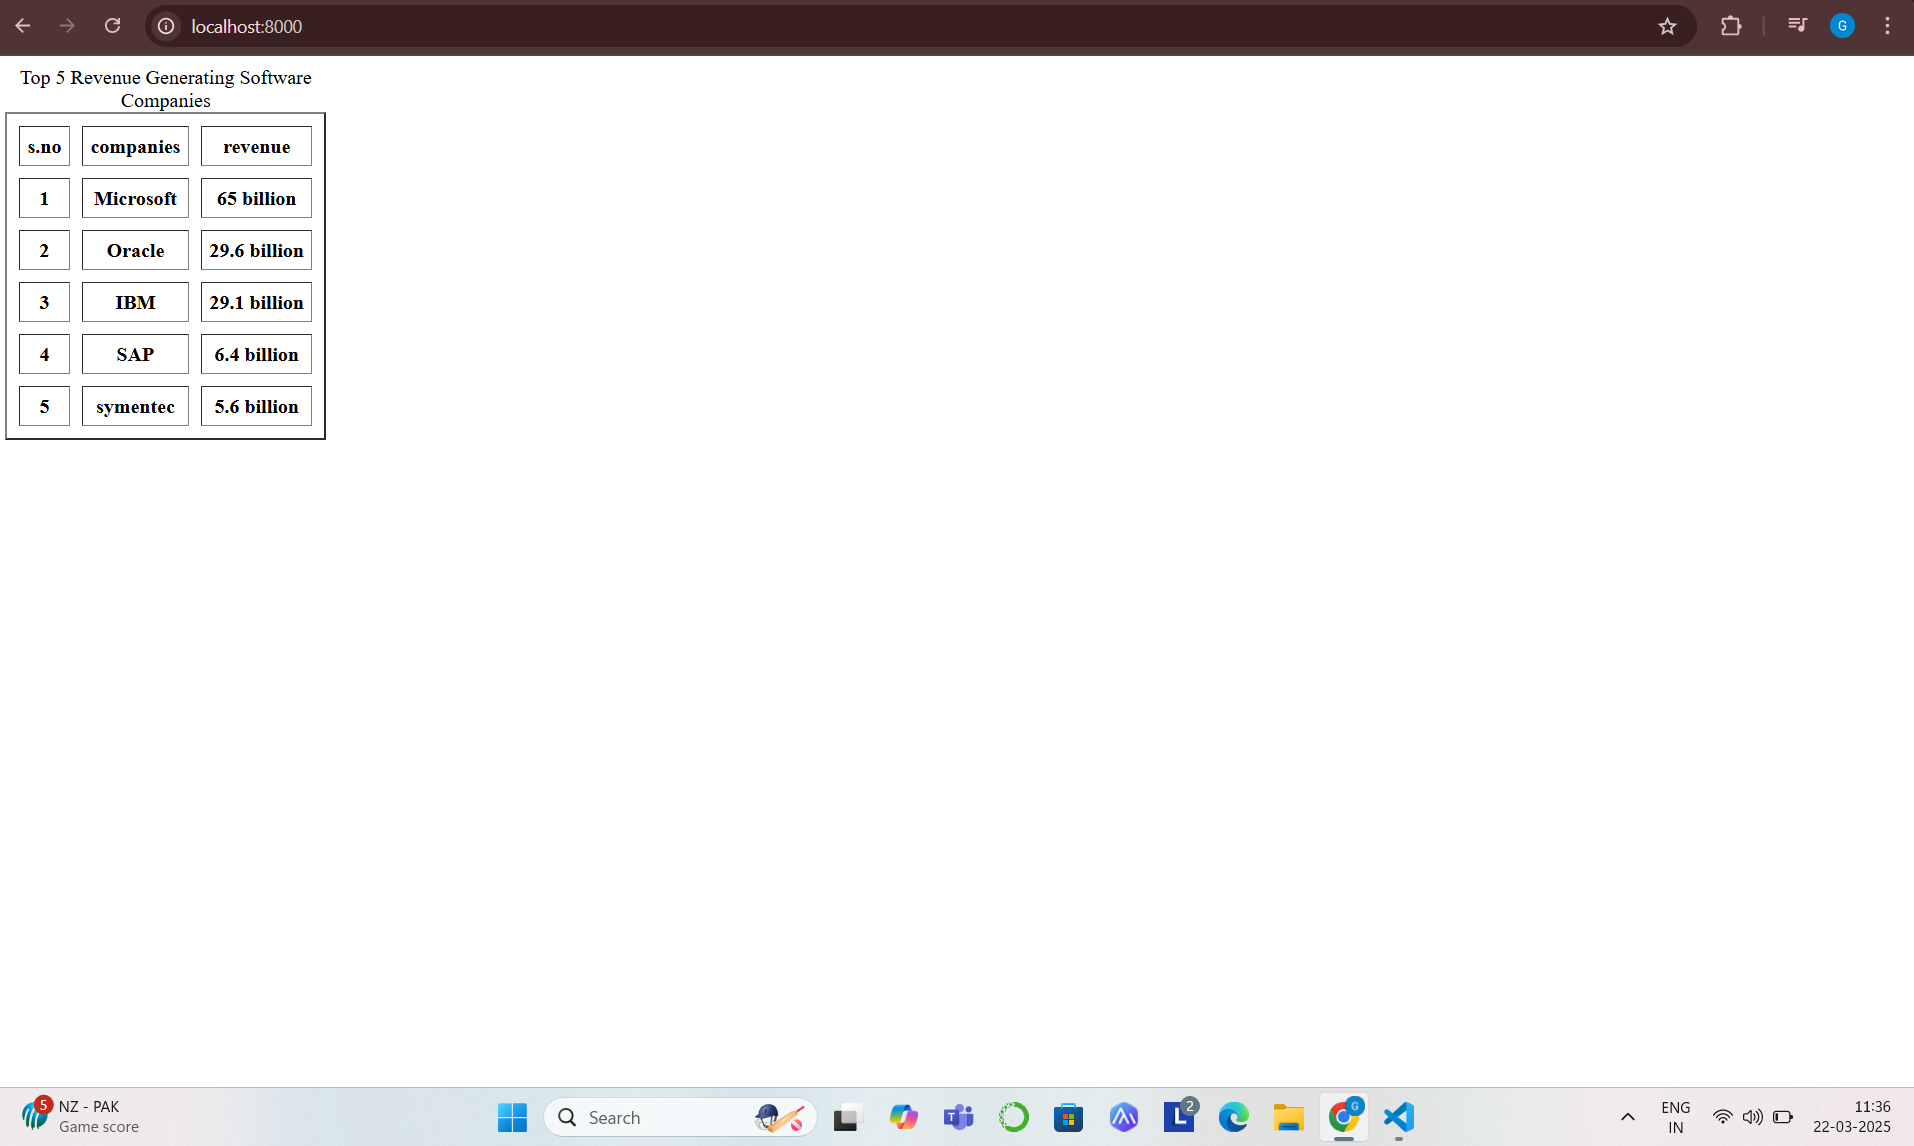 localhost:8000
G
Top 5 Revenue Generating Software
Companies
s.no companies revenue
1 Microsoft 65 billion
2 Oracle 29.6 billion
3 IBM 29.1 billion
4 SAP 6.4 billion
5 symentec 5.6 billion
5
NZ - PAK
Game score
Search
T
L
2
G
ENG
IN
11:36
22-03-2025